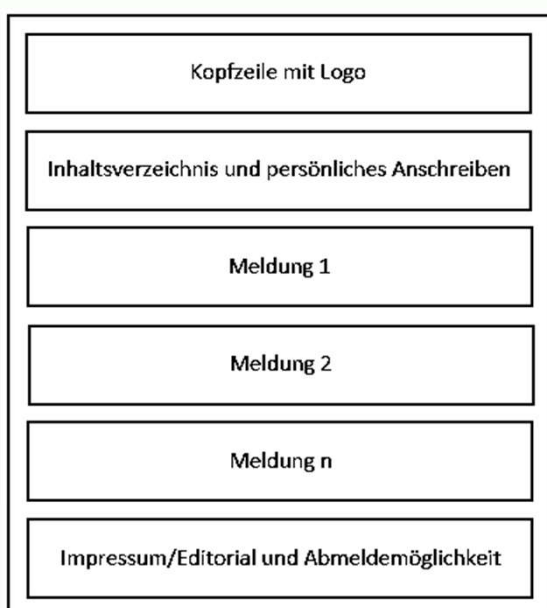 Kopfzeile mit Logo
Inhaltsverzeichnis und persönliches Anschreiben
Meldung 1
Meldung 2
Meldung n
Impressum/Editorial und Abmeldemöglichkeit